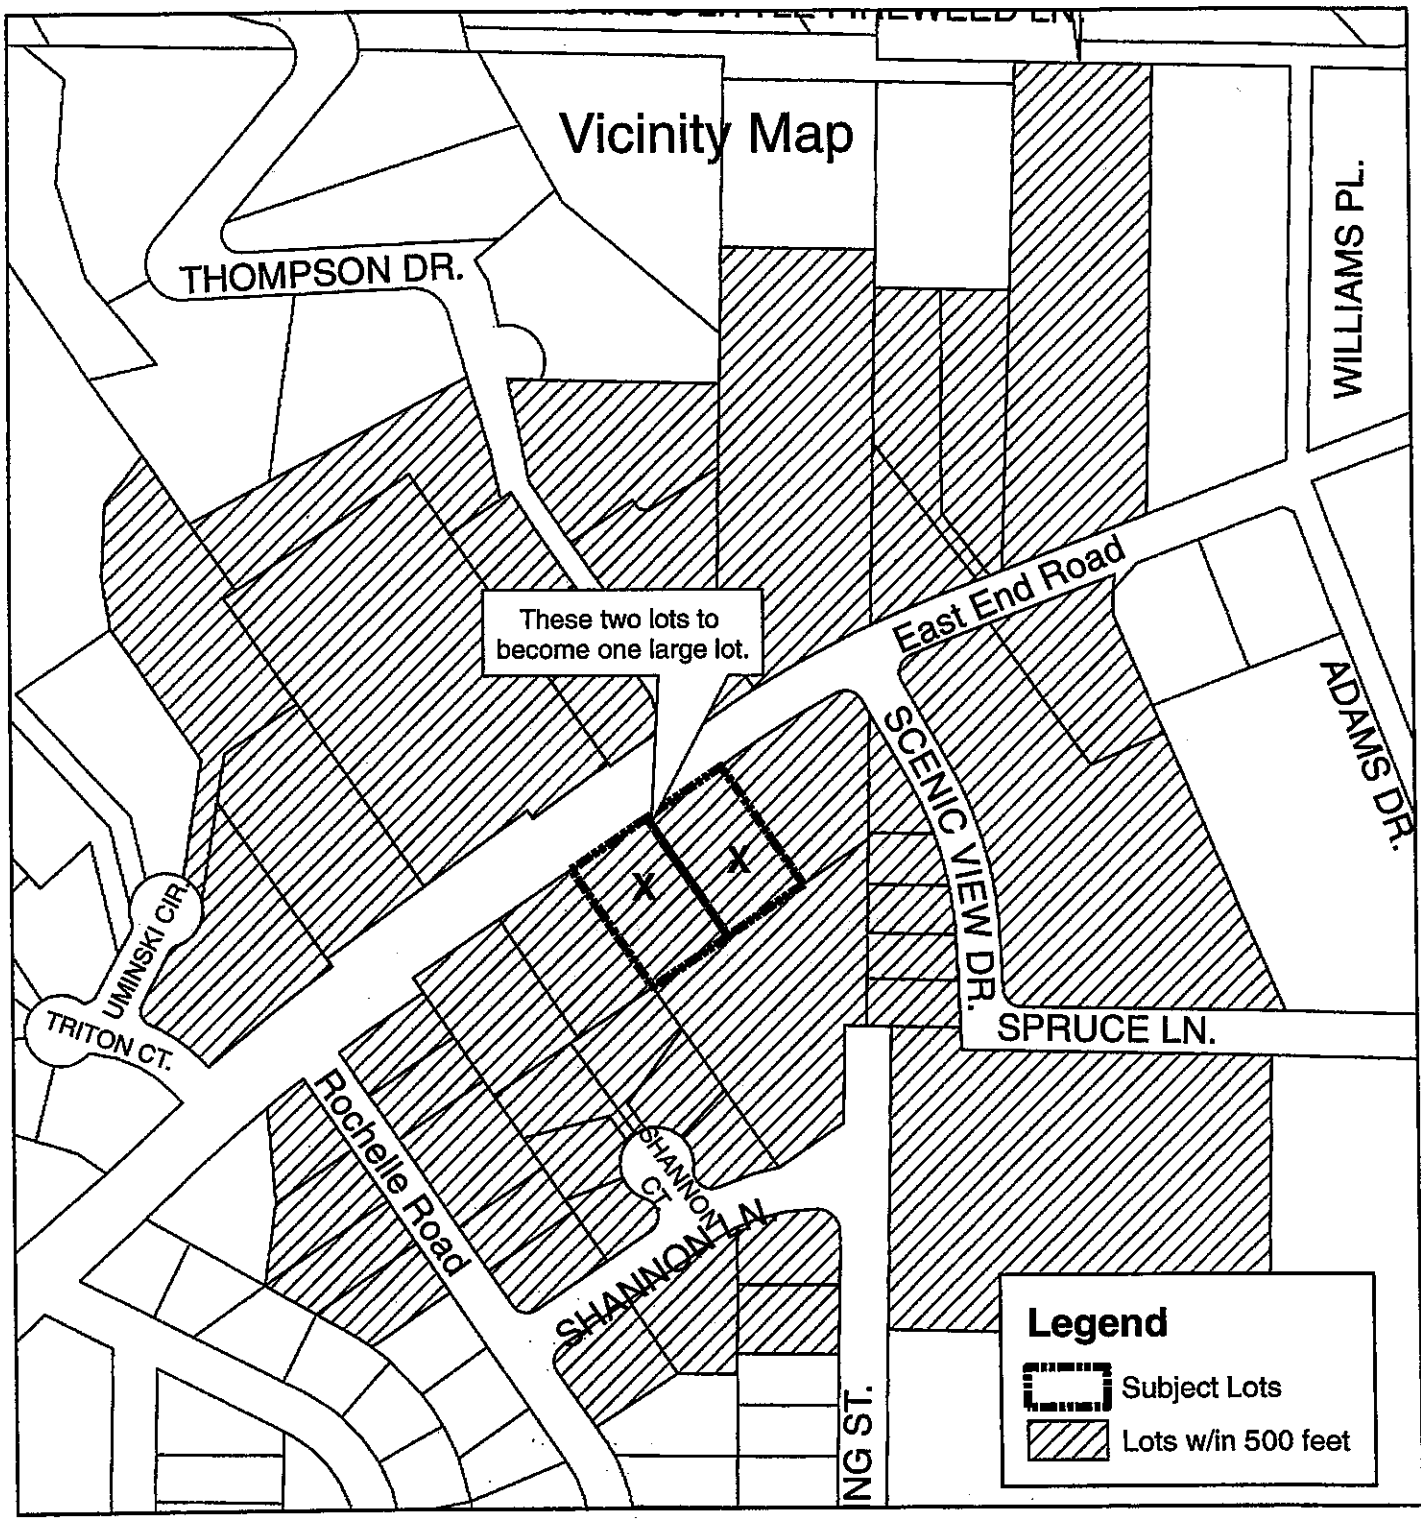 Vicinity Map
THOMPSON DR.
WILLIAMS PL.
East End Road
These two lots to
become one large lot.
ADAMS DR.
SCENIC VIEW DR.
X
X
UMINSKI CIR.
TRITON CT.
SPRUCE LN.
Rochelle Road
SHANNON
CT
SHANNON LN
NG ST.
Legend
Subject Lots
Lots w/in 500 feet